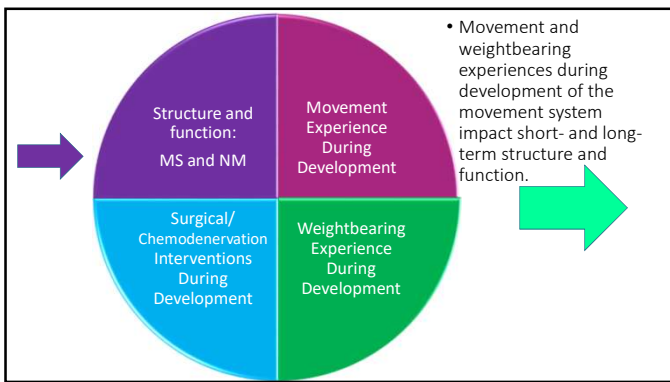 Structure and
function:
MS and NM
Movement
Experience
During
Development
Surgical/
Chemodenervation
Interventions
During
Development
Weightbearing
Experience
During
Development
• Movement and
weightbearing
experiences during
development of the
movement system
impact short- and long-
term structure and
function.